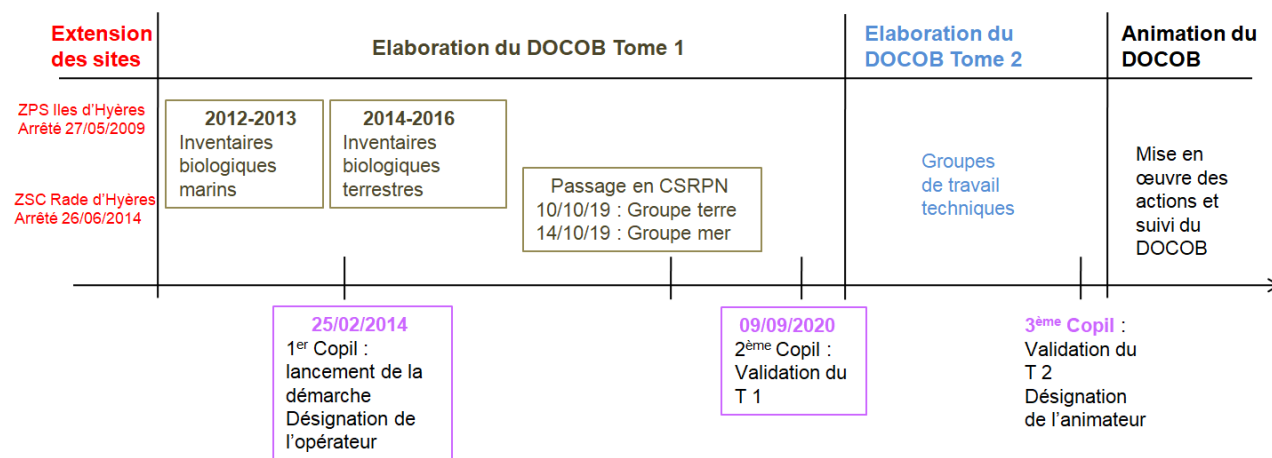 Extension
des sites
Elaboration du DOCOB Tome 1
Elaboration du
DOCOB Tome 2
Animation du
DOCOB
ZPS Iles d'Hyères
Arrêté 27/05/2009
ZSC Rade d'Hyères
Arrêté 26/06/2014
2012-2013
Inventaires
biologiques
marins
2014-2016
Inventaires
biologiques
terrestres
Passage en CSRPN
10/10/19 : Groupe terre
14/10/19 : Groupe mer
Groupes
de travail
techniques
Mise en
œuvre des
actions et
suivi du
DOCOB
25/02/2014
1er Copil :
lancement de la
démarche
Désignation de
l'opérateur
09/09/2020
2ème Copil :
Validation du
T 1
3ème Copil :
Validation du
T 2
Désignation
de l'animateur